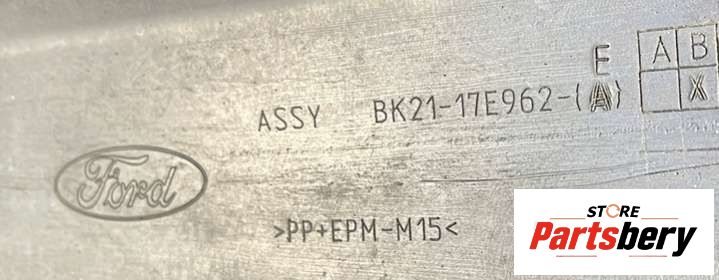 E
A B
ASSY BK21-17E962-(A) X
Ford
>PP+EPM-M15<
STORE
Partsbery